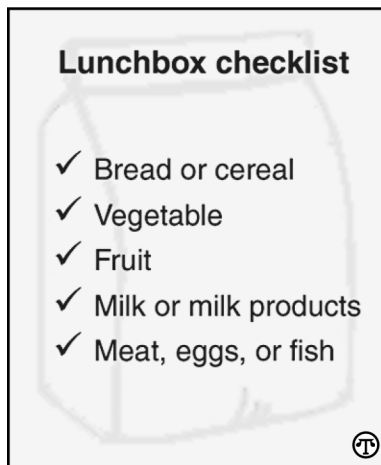 Lunchbox checklist
✓ Bread or cereal
✓ Vegetable
✓ Fruit
✓ Milk or milk products
✓ Meat, eggs, or fish